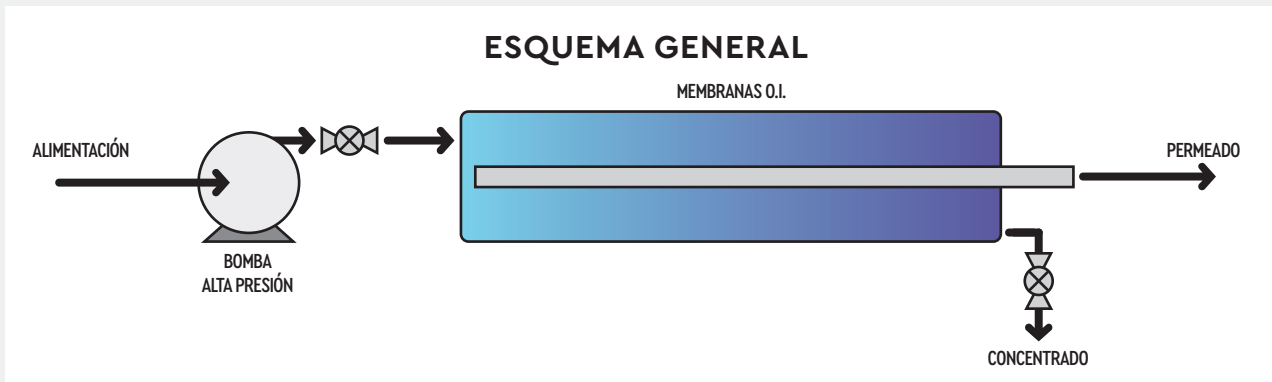 ESQUEMA GENERAL
MEMBRANAS O.I.
ALIMENTACIÓN
PERMEADO
BOMBA
ALTA PRESIÓN
CONCENTRADO